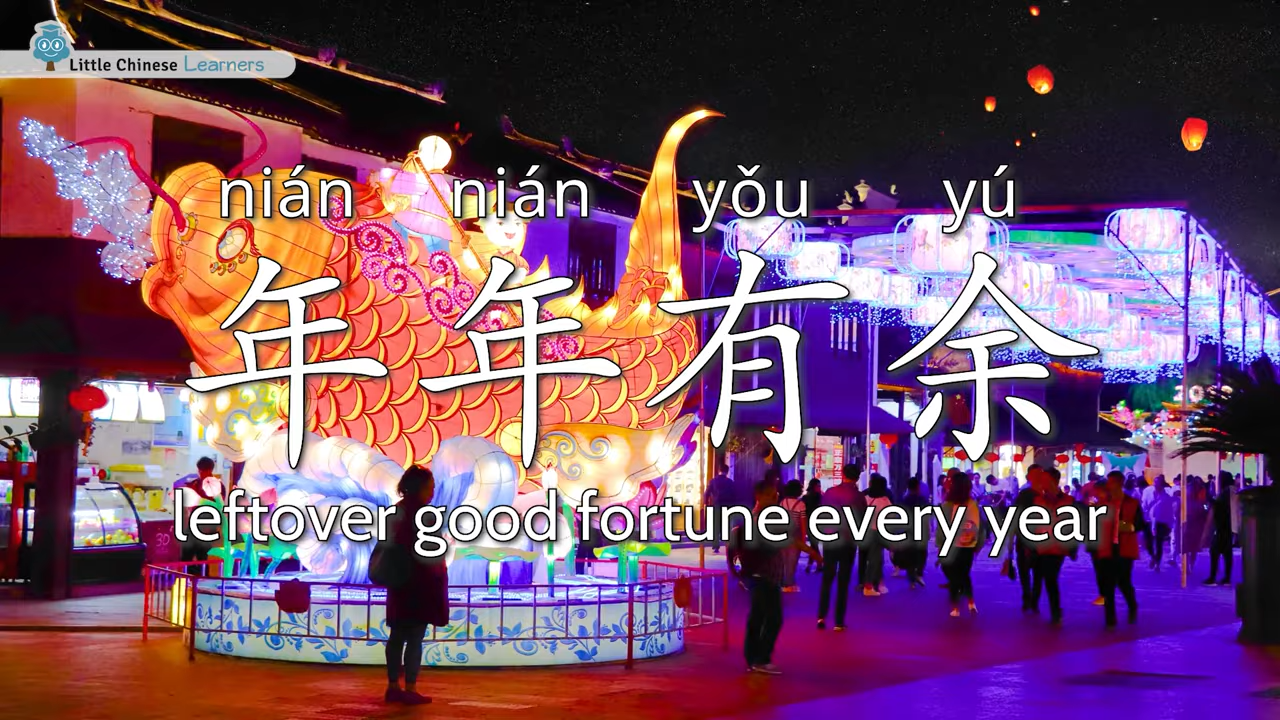 Little Chinese Learners
nián nián yǒu yú
年年有余
leftover good fortune every year